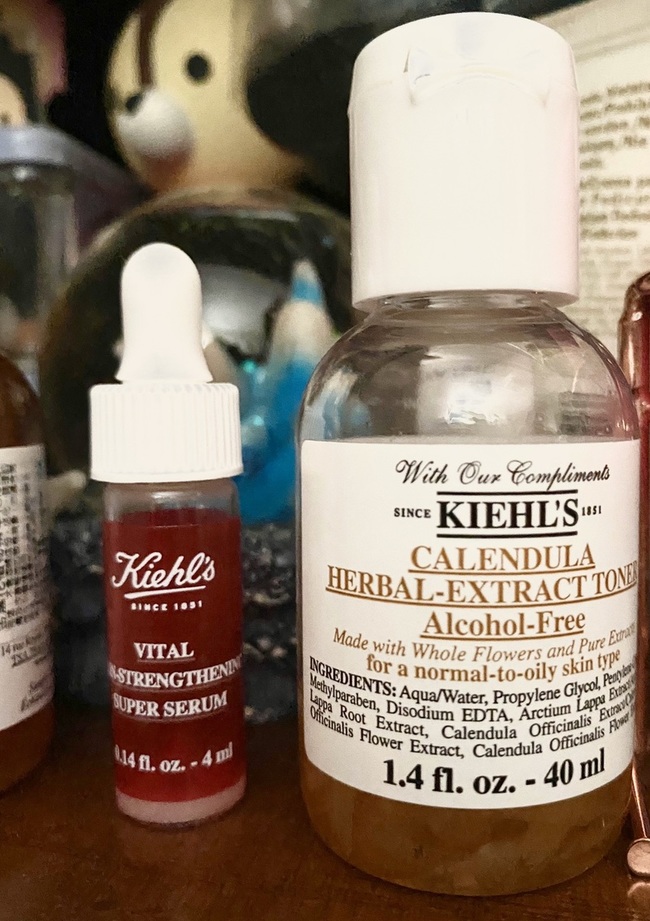 Kiehl's
SINCE 1851
VITAL
N-STRENGTHENING
SUPER SERUM
0.14 fl. oz. - 4 ml
With Our Compliments
SINCE KIEHL'S 1851
CALENDULA
HERBAL-EXTRACT TONER
Alcohol-Free
Made with Whole Flowers and Pure Extracts
for a normal-to-oily skin type
INGREDIENTS: Aqua/Water, Propylene Glycol,
Methylparaben, Disodium EDTA, Arctium Lappa Extract
Lappa Root Extract, Calendula Officinalis Extract
Officinalis Flower Extract, Calendula Officinalis Flower
1.4 fl. oz. - 40 ml